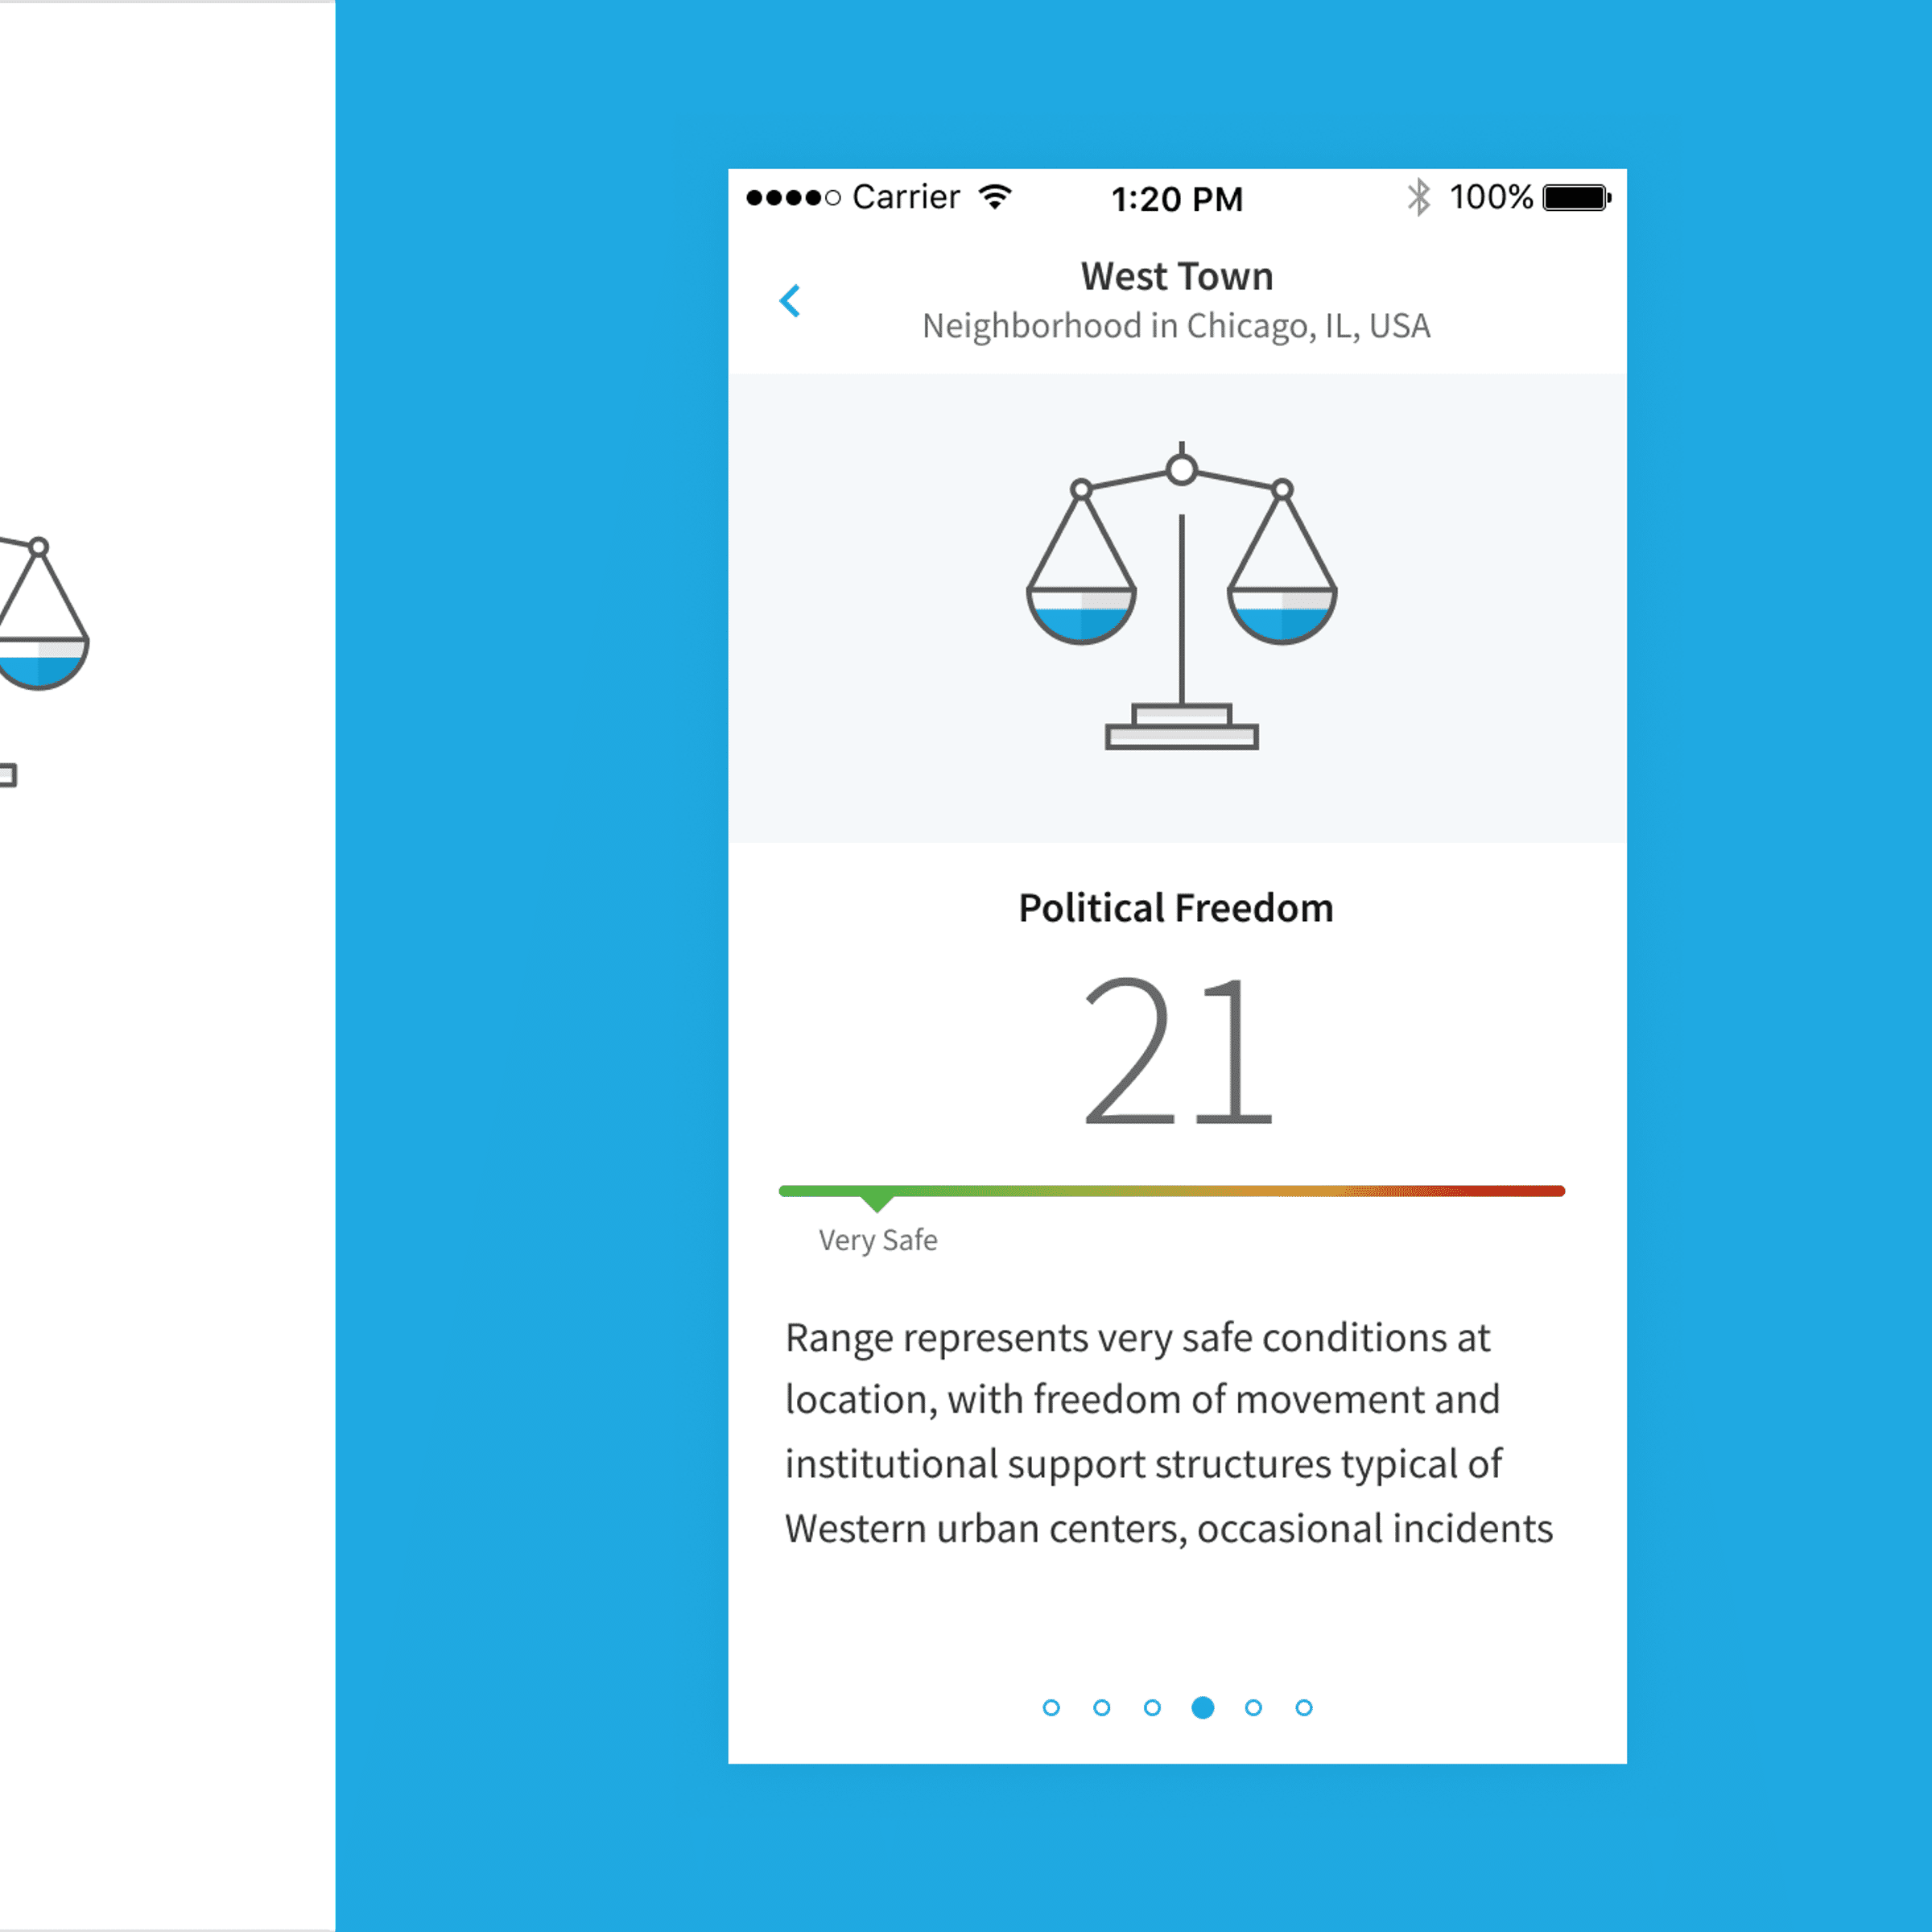 Carrier 1:20 PM 100%
West Town
Neighborhood in Chicago, IL, USA
Political Freedom
21
Very Safe
Range represents very safe conditions at
location, with freedom of movement and
institutional support structures typical of
Western urban centers, occasional incidents